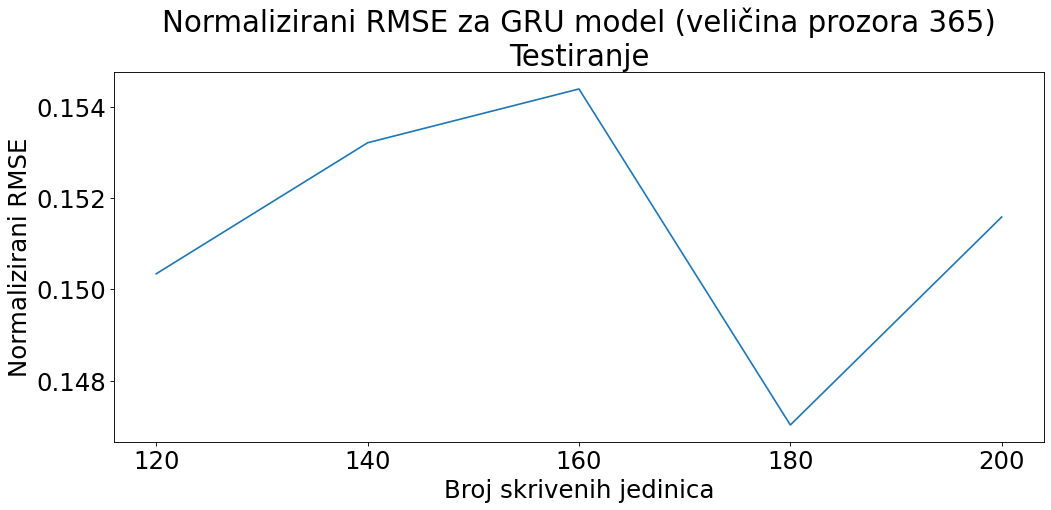 Normalizirani RMSE za GRU model (veličina prozora 365)
Testiranje
Normalizirani RMSE
0.154
0.152
0.150
0.148
120 140 160 180 200
Broj skrivenih jedinica